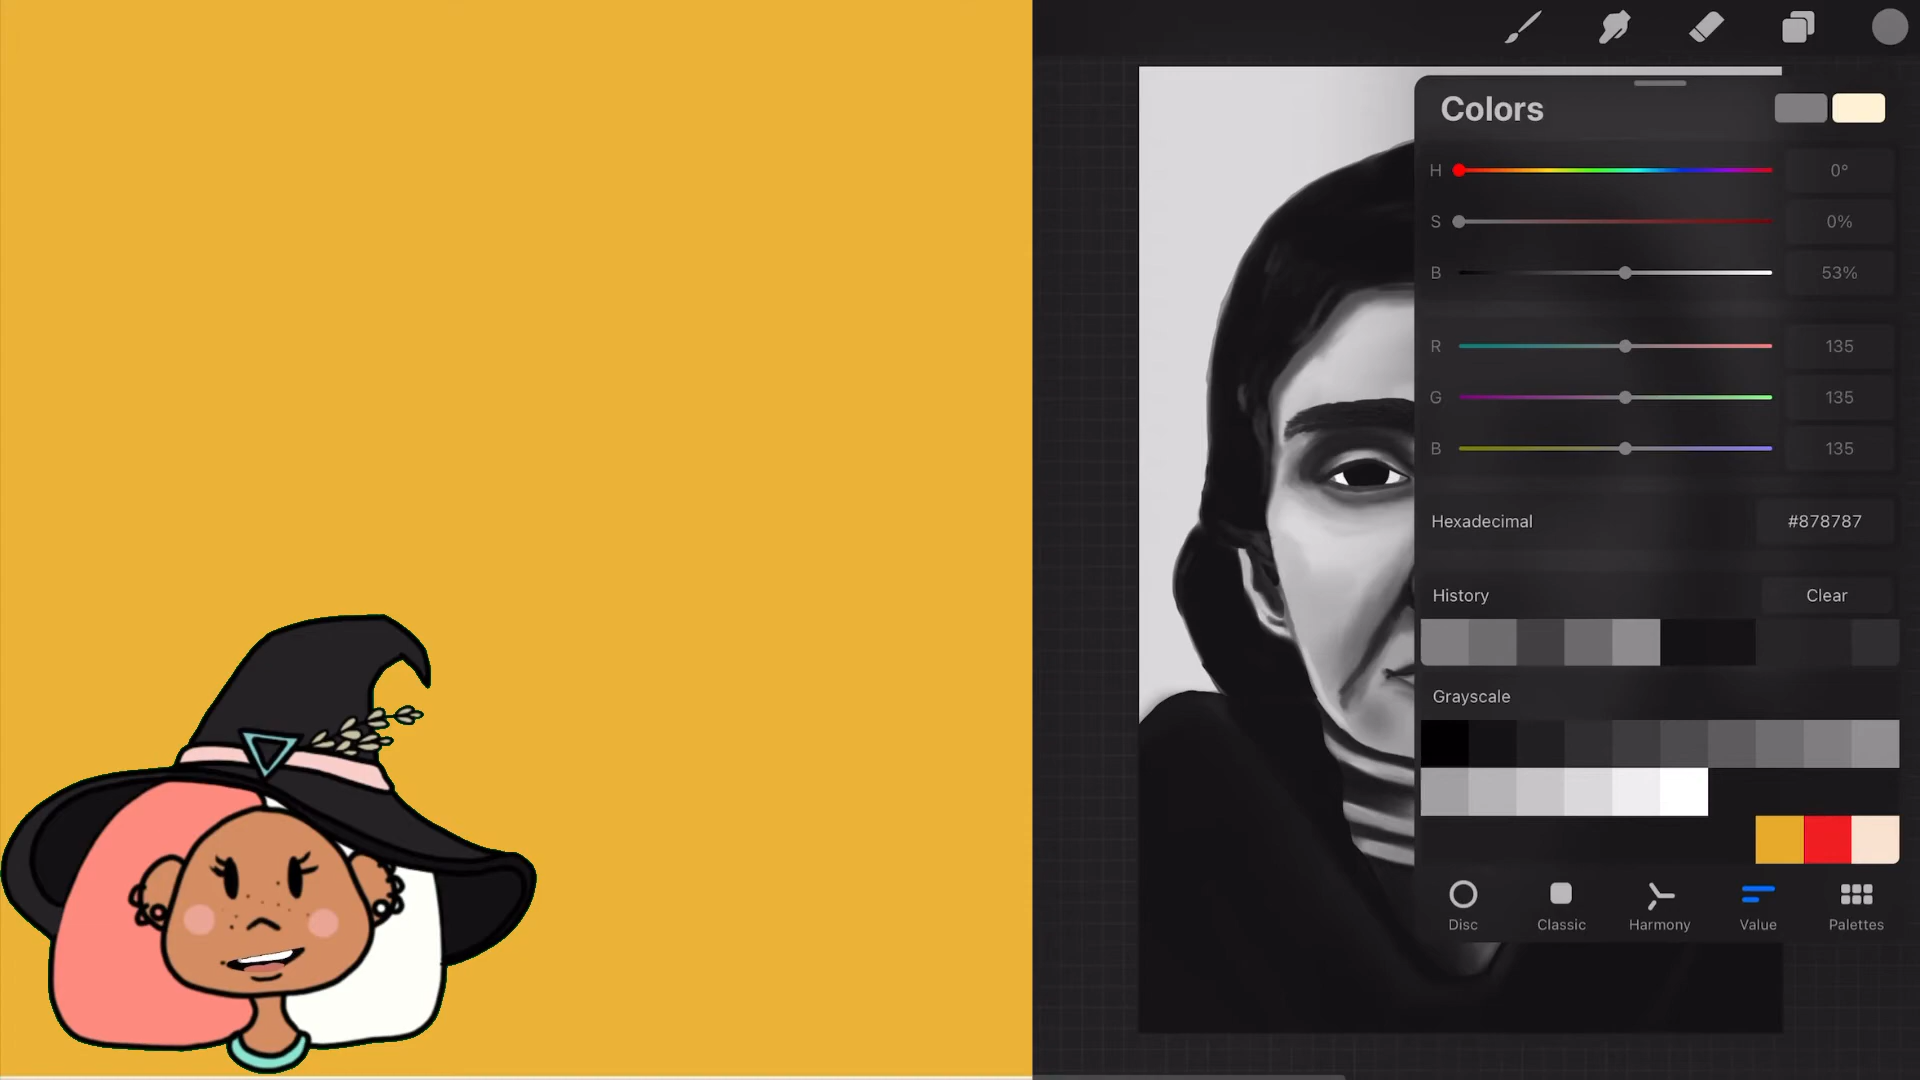 Colors
H 0°
S 0%
B 53%
R 135
G 135
B 135
Hexadecimal #878787
History Clear
Grayscale
Disc Classic Harmony Value Palettes